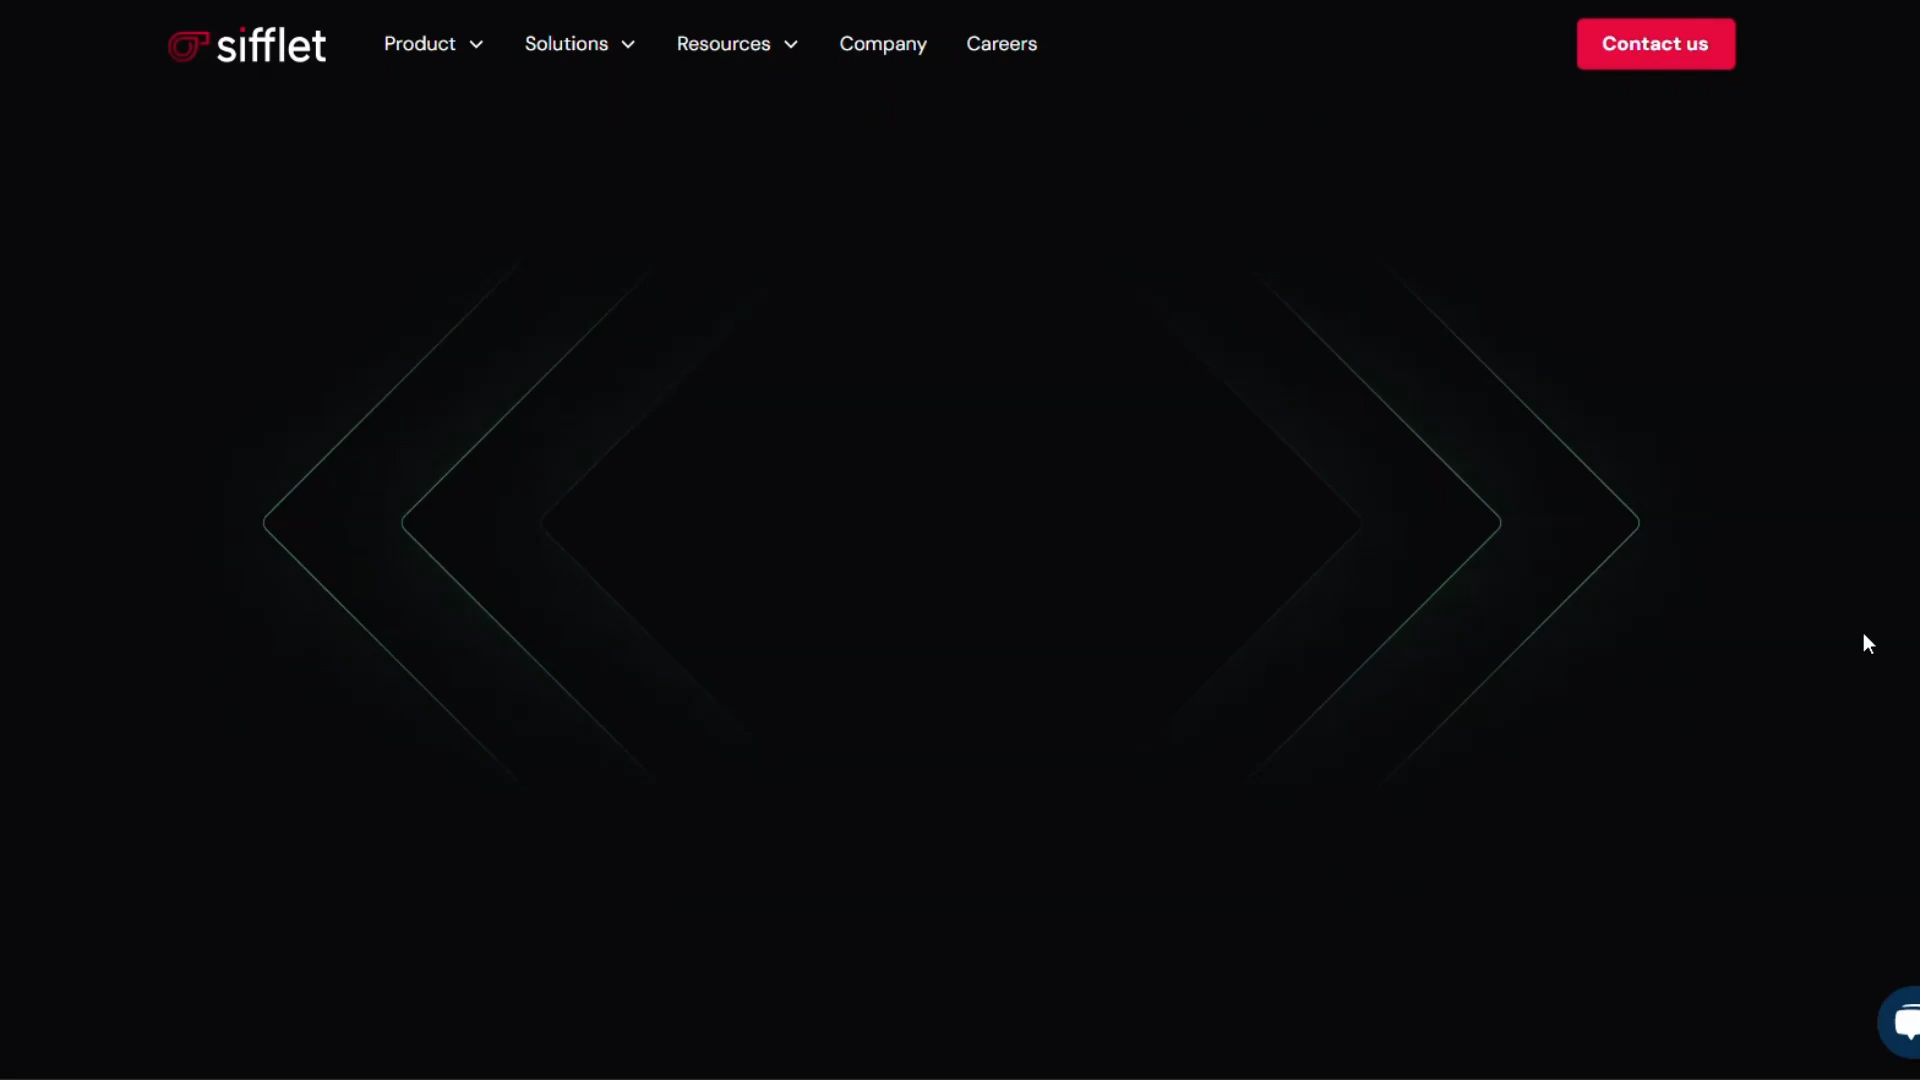 sifflet
Product
Solutions
Resources
Company
Careers
Contact us